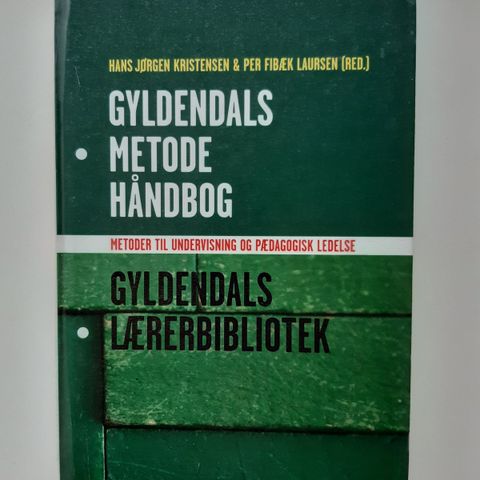 HANS JØRGEN KRISTENSEN & PER FIBÆK LAURSEN (RED.)
GYLDENDALS
METODE
HÅNDBOG
METODER TIL UNDERVISNING OG PÆDAGOGISK LEDELSE
GYLDENDALS
LÆRERBIBLIOTEK